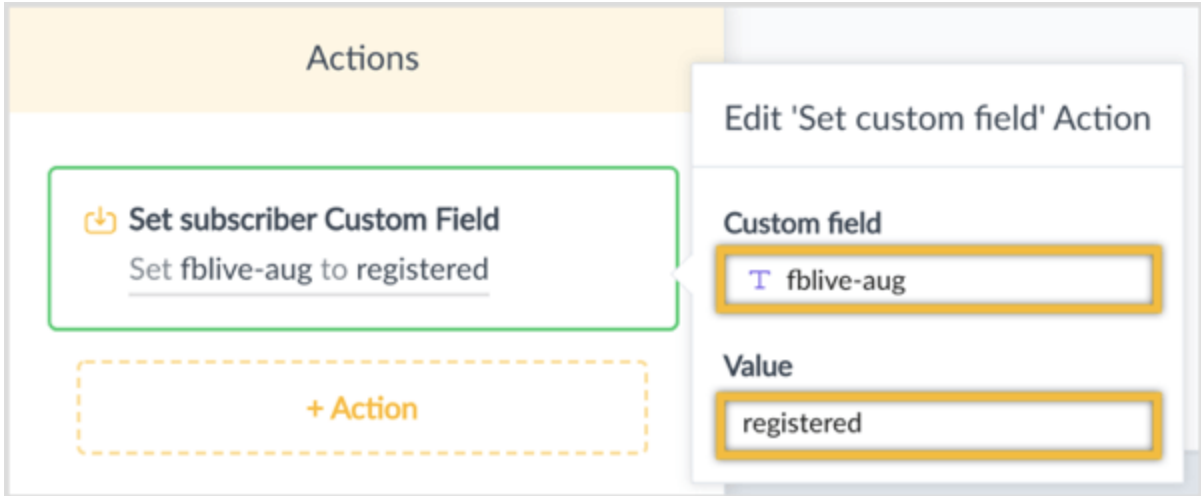 Actions
Set subscriber Custom Field
Set fblive-aug to registered
+ Action
Edit 'Set custom field' Action
Custom field
T fblive-aug
Value
registered